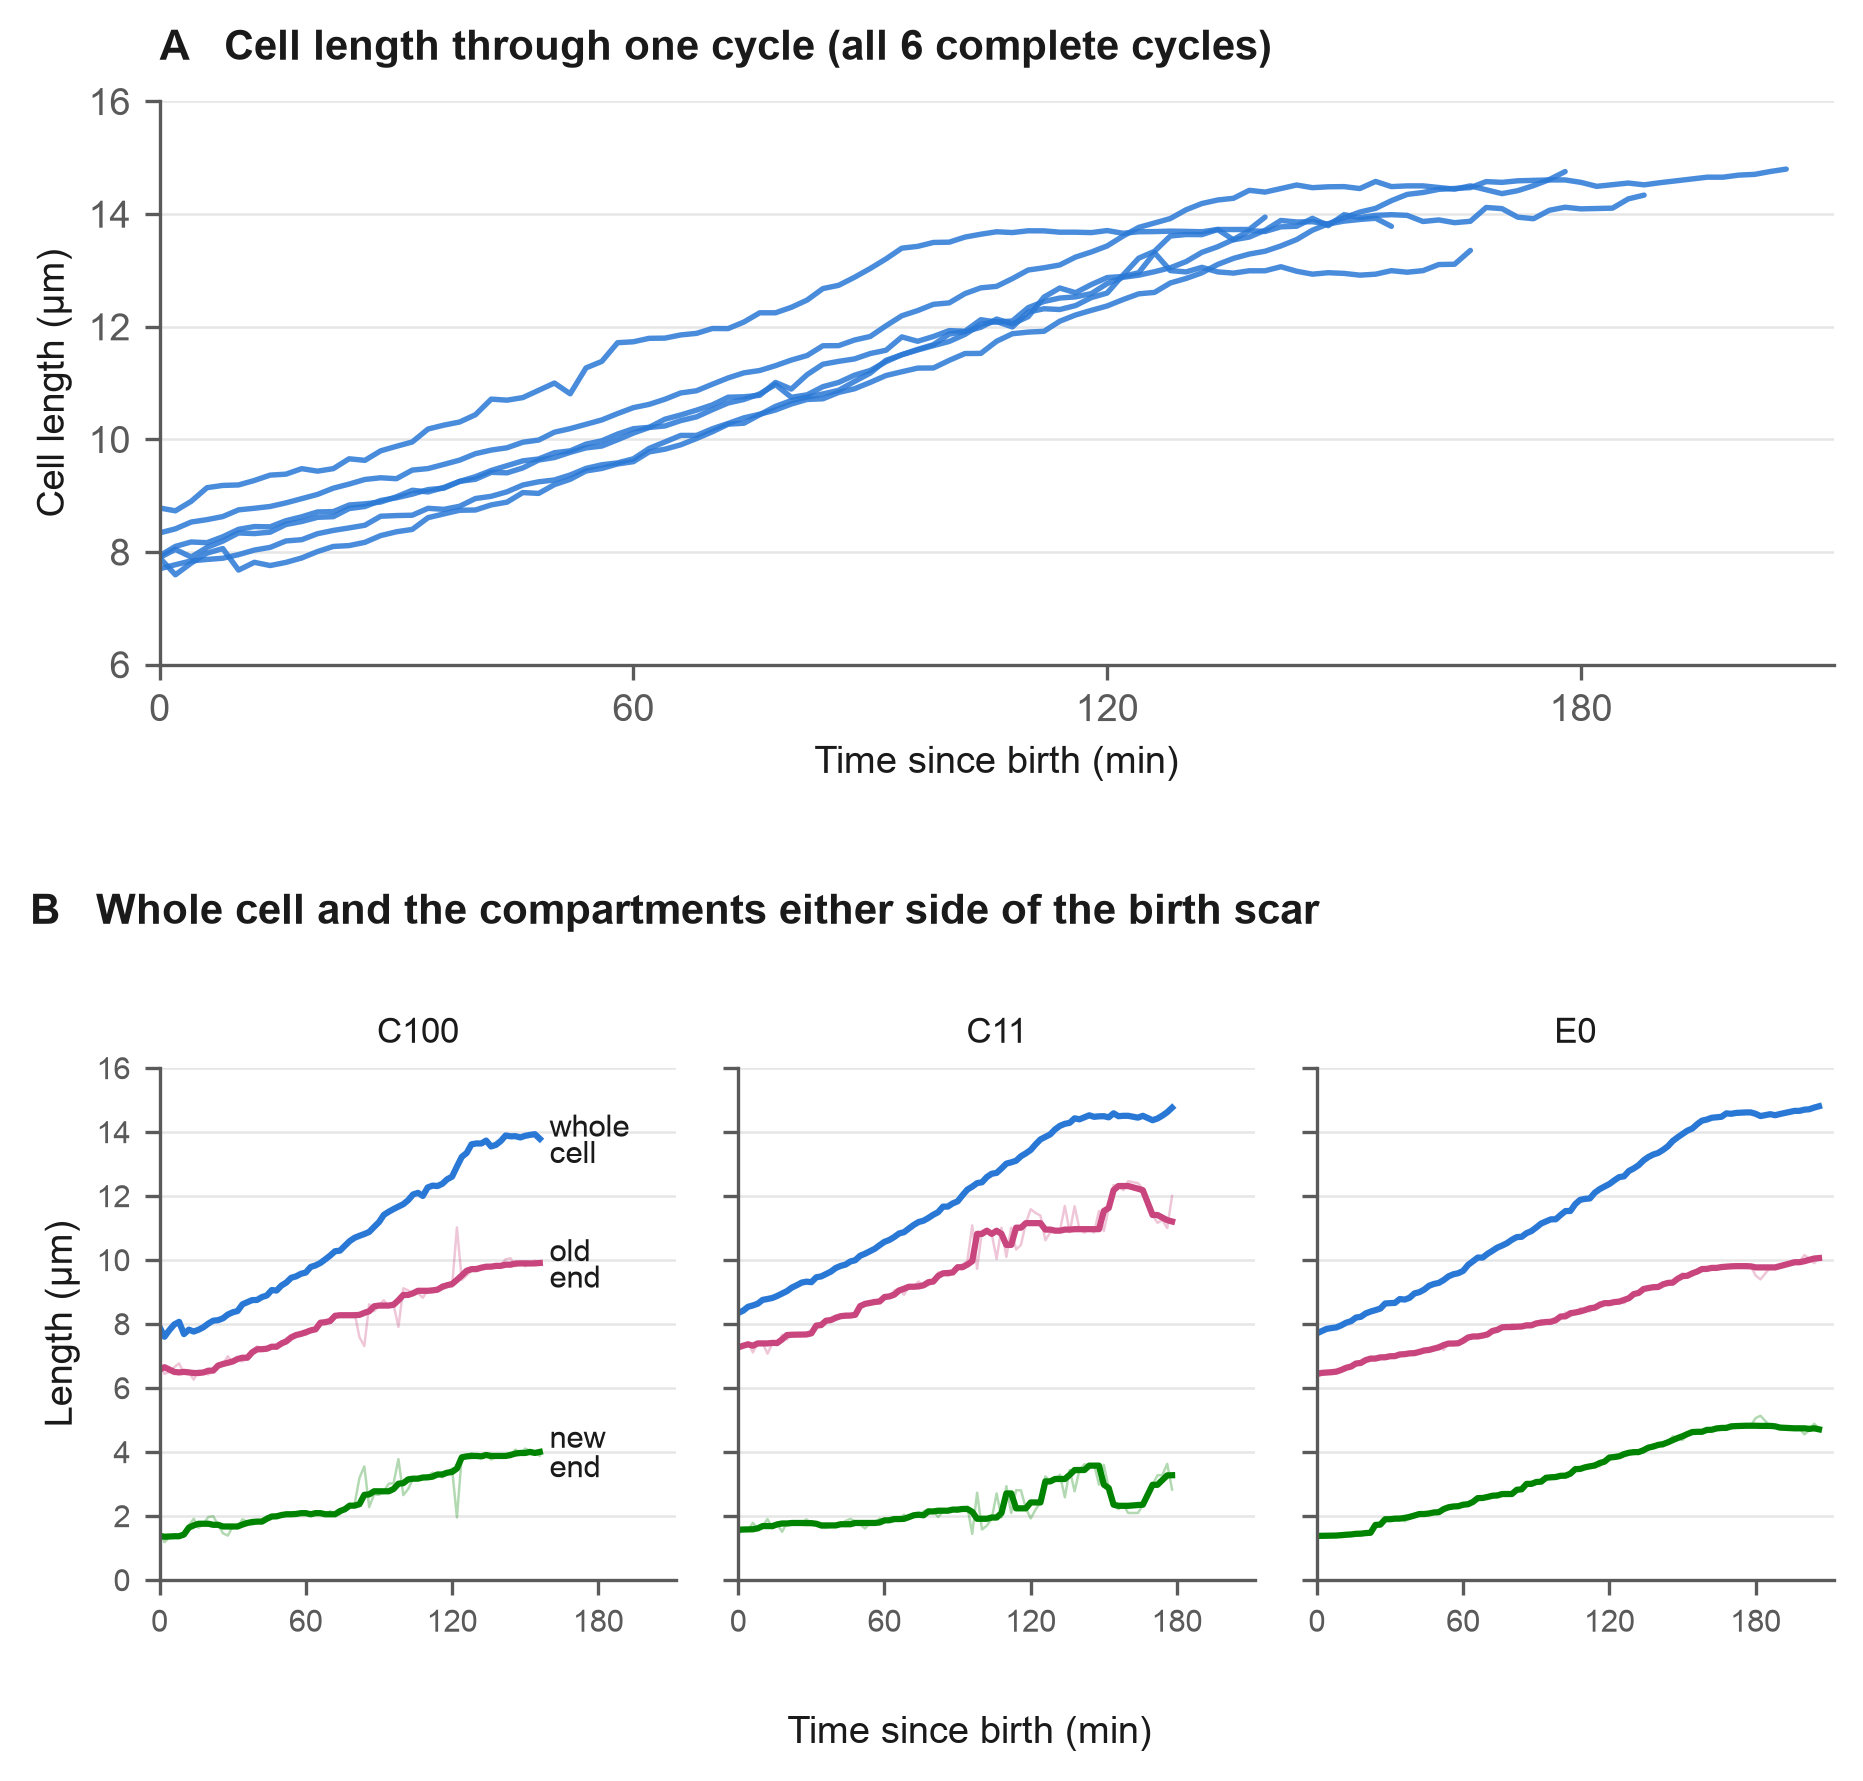 A Cell length through one cycle (all 6 complete cycles)
16
14
12
10
8
6
Cell length (µm)
0 60 120 180
Time since birth (min)
B Whole cell and the compartments either side of the birth scar
C100 C11 E0
16
14
12
10
8
6
4
2
0
Length (µm)
whole
cell
old
end
new
end
0 60 120 180 0 60 120 180 0 60 120 180
Time since birth (min)